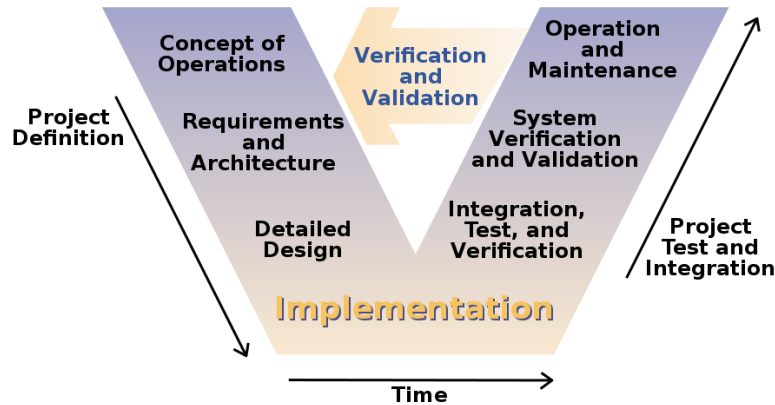 Concept of
Operations
Verification
and
Validation
Operation
and
Maintenance
Project
Definition
Requirements
and
Architecture
System
Verification
and Validation
Detailed
Design
Integration,
Test, and
Verification
Project
Test and
Integration
Implementation
Time